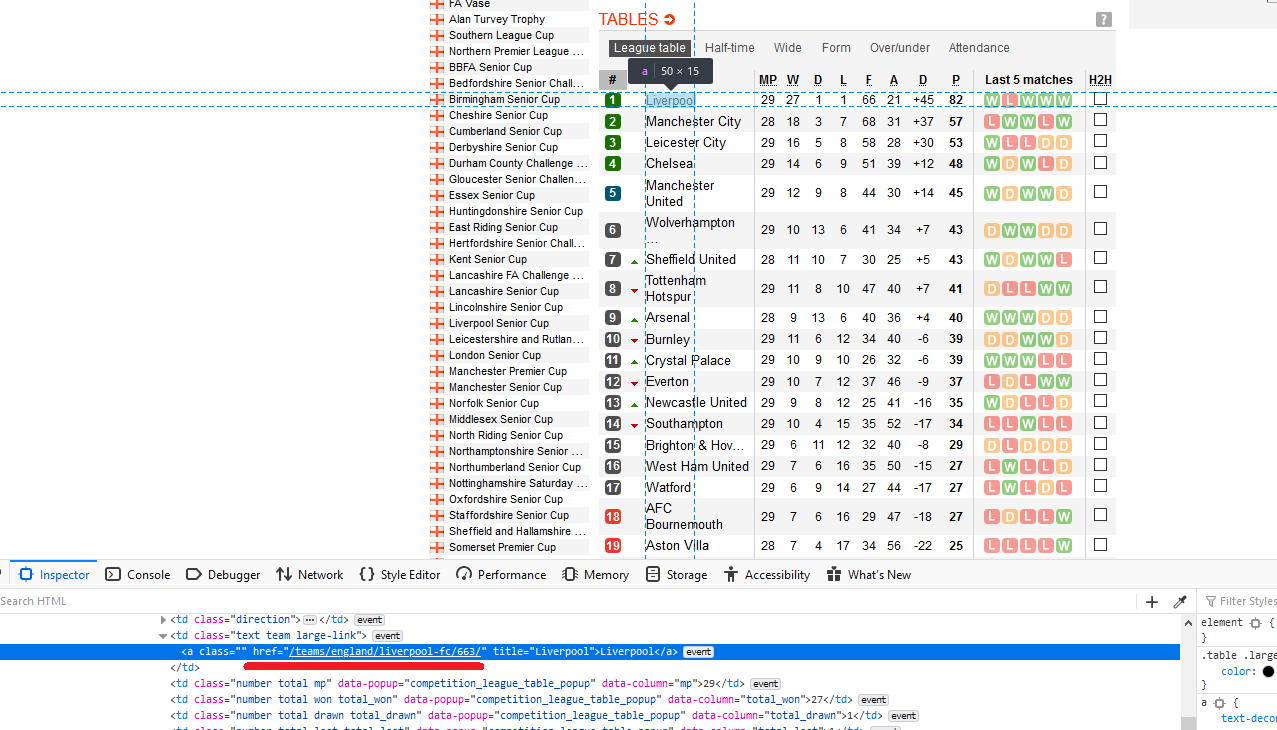 FA Vase
Alan Turvey Trophy
Southern League Cup
Northern Premier League ...
BBFA Senior Cup
Bedfordshire Senior Chall...
Birmingham Senior Cup
Cheshire Senior Cup
Cumberland Senior Cup
Derbyshire Senior Cup
Durham County Challenge ...
Gloucester Senior Challen...
Essex Senior Cup
Huntingdonshire Senior Cup
East Riding Senior Cup
Hertfordshire Senior Chall...
Kent Senior Cup
Lancashire FA Challenge ...
Lancashire Senior Cup
Lincolnshire Senior Cup
Liverpool Senior Cup
Leicestershire and Rutlan...
London Senior Cup
Manchester Premier Cup
Manchester Senior Cup
Norfolk Senior Cup
Middlesex Senior Cup
North Riding Senior Cup
Northamptonshire Senior ...
Northumberland Senior Cup
Nottinghamshire Saturday ...
Oxfordshire Senior Cup
Staffordshire Senior Cup
Sheffield and Hallamshire ...
Somerset Premier Cup
TABLES ?
League table Half-time Wide Form Over/under Attendance
a 50 × 15
# MP W D L F A D P Last 5 matches H2H
1 Liverpool 29 27 1 1 66 21 +45 82 W L W W W
2 Manchester City 28 18 3 7 68 31 +37 57 L W W L W
3 Leicester City 29 16 5 8 58 28 +30 53 W L L D D
4 Chelsea 29 14 6 9 51 39 +12 48 W D W L D
5 Manchester United 29 12 9 8 44 30 +14 45 W D W W D
6 Wolverhampton ... 29 10 13 6 41 34 +7 43 D W W D D
7 Sheffield United 28 11 10 7 30 25 +5 43 W D W W L
8 Tottenham Hotspur 29 11 8 10 47 40 +7 41 D L L W W
9 Arsenal 28 9 13 6 40 36 +4 40 W W W D D
10 Burnley 29 11 6 12 34 40 -6 39 D D W W D
11 Crystal Palace 29 10 9 10 26 32 -6 39 W W W L L
12 Everton 29 10 7 12 37 46 -9 37 L D L W W
13 Newcastle United 29 9 8 12 25 41 -16 35 W D L L D
14 Southampton 29 10 4 15 35 52 -17 34 L L W L L
15 Brighton & Hov... 29 6 11 12 32 40 -8 29 D L D D D
16 West Ham United 29 7 6 16 35 50 -15 27 L W L L D
17 Watford 29 6 9 14 27 44 -17 27 L W L D L
18 AFC Bournemouth 29 7 6 16 29 47 -18 27 L D L L W
19 Aston Villa 28 7 4 17 34 56 -22 25 L L L L W
Inspector Console Debugger Network {} Style Editor Performance Memory Storage Accessibility What's New
Search HTML + Filter Styles
<td class="direction">...</td> event
<td class="text team large-link"> event
<a class="" href="/teams/england/liverpool-fc/663/" title="Liverpool">Liverpool</a> event
</td>
<td class="number total mp" data-popup="competition_league_table_popup" data-column="mp">29</td> event
<td class="number total won total_won" data-popup="competition_league_table_popup" data-column="total_won">27</td> event
<td class="number total drawn total_drawn" data-popup="competition_league_table_popup" data-column="total_drawn">1</td> event
element {
}
.table .large
color:
}
a {
text-deco